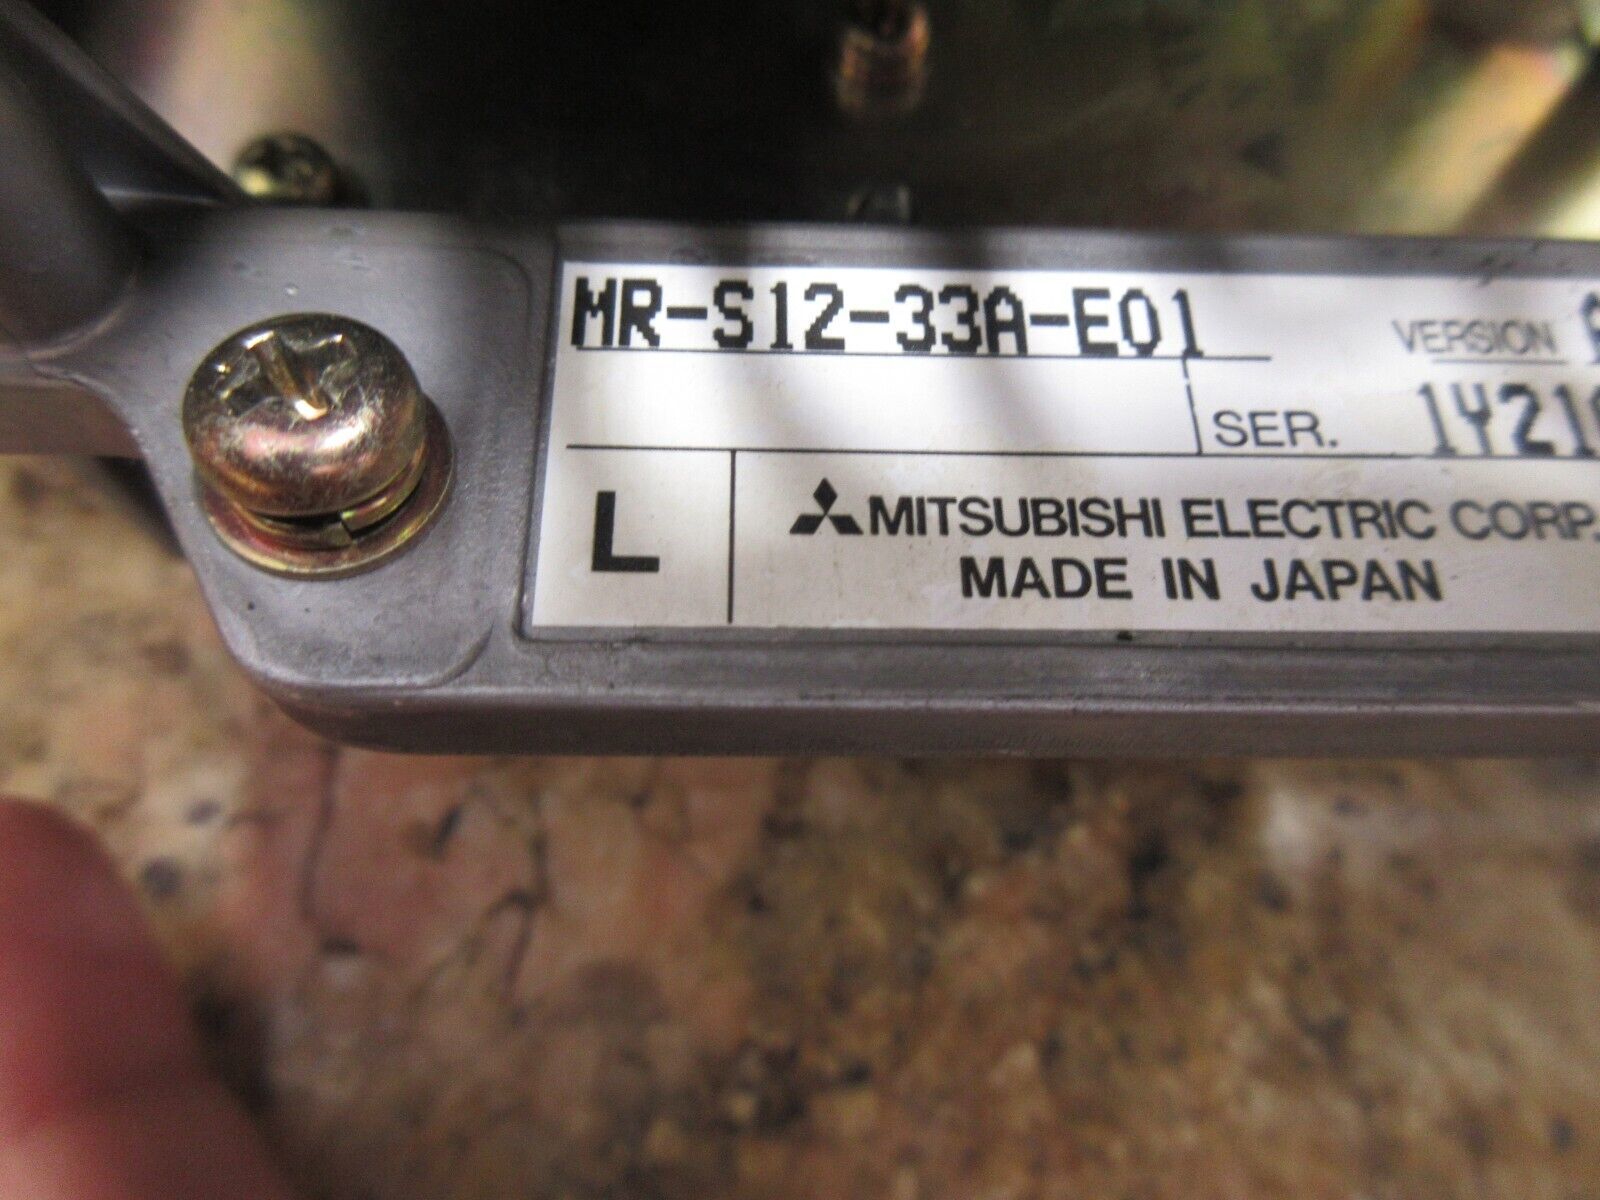 MR-S12-33A-E01 VERSION
SER.
L MITSUBISHI ELECTRIC CORP.
MADE IN JAPAN